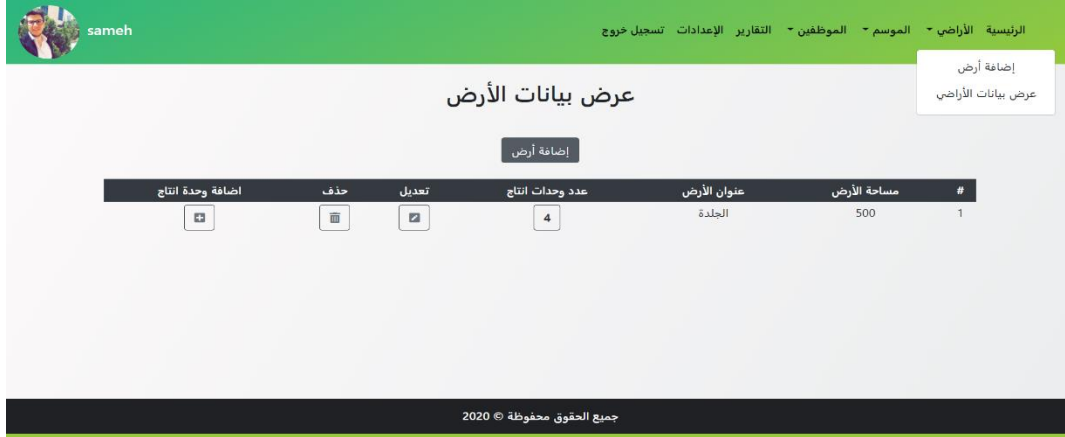 الرئيسية الأراضي الموسم الموظفين التقارير الإعدادات تسجيل خروج sameh
إضافة أرض
عرض بيانات الأراضي
عرض بيانات الأرض
إضافة أرض
# مساحة الأرض عنوان الأرض عدد وحدات انتاج تعديل حذف اضافة وحدة انتاج
1 500 الجلدة 4
جميع الحقوق محفوظة © 2020